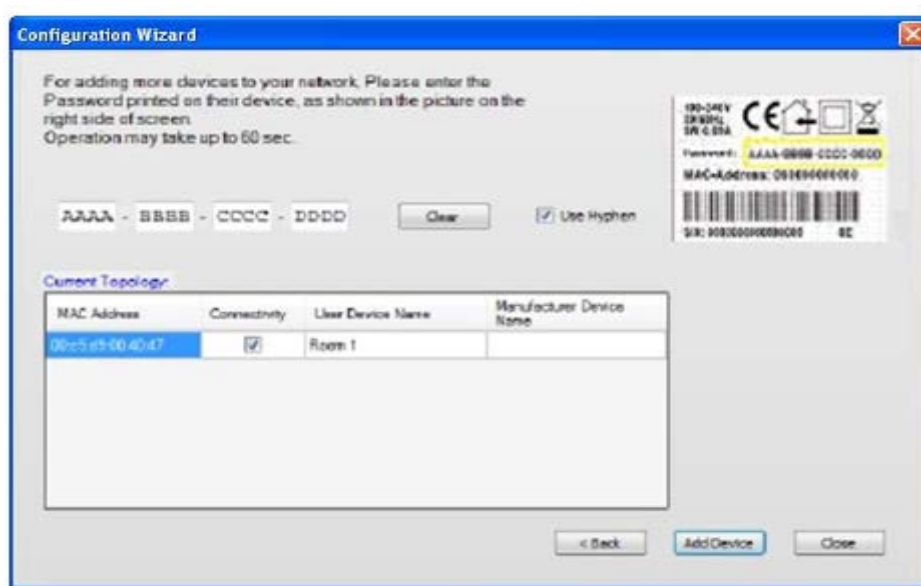 Configuration Wizard
For adding more devices to your network, Please enter the
Password printed on their device, as shown in the picture on the
right side of screen.
Operation may take up to 60 sec.
AAAA - BBBB - CCCC - DDDD
Clear
Use Hyphen
100-240V
CE
Password: AAAA-BBBB-CCCC-DDDD
MAC-Address:
S/N:
Current Topology:
MAC Address Connectivity User Device Name Manufacturer Device
Name
Room 1
< Back Add Device Close